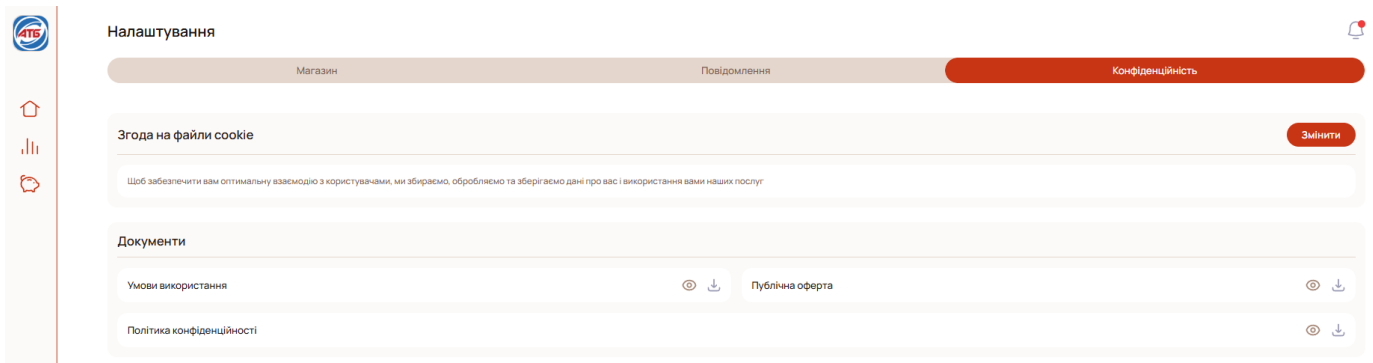 АТБ
Налаштування
Магазин
Повідомлення
Конфіденційність
Згода на файли cookie
Змінити
Щоб забезпечити вам оптимальну взаємодію з користувачами, ми збираємо, обробляємо та зберігаємо дані про вас і використання вами наших послуг
Документи
Умови використання
Публічна оферта
Політика конфіденційності